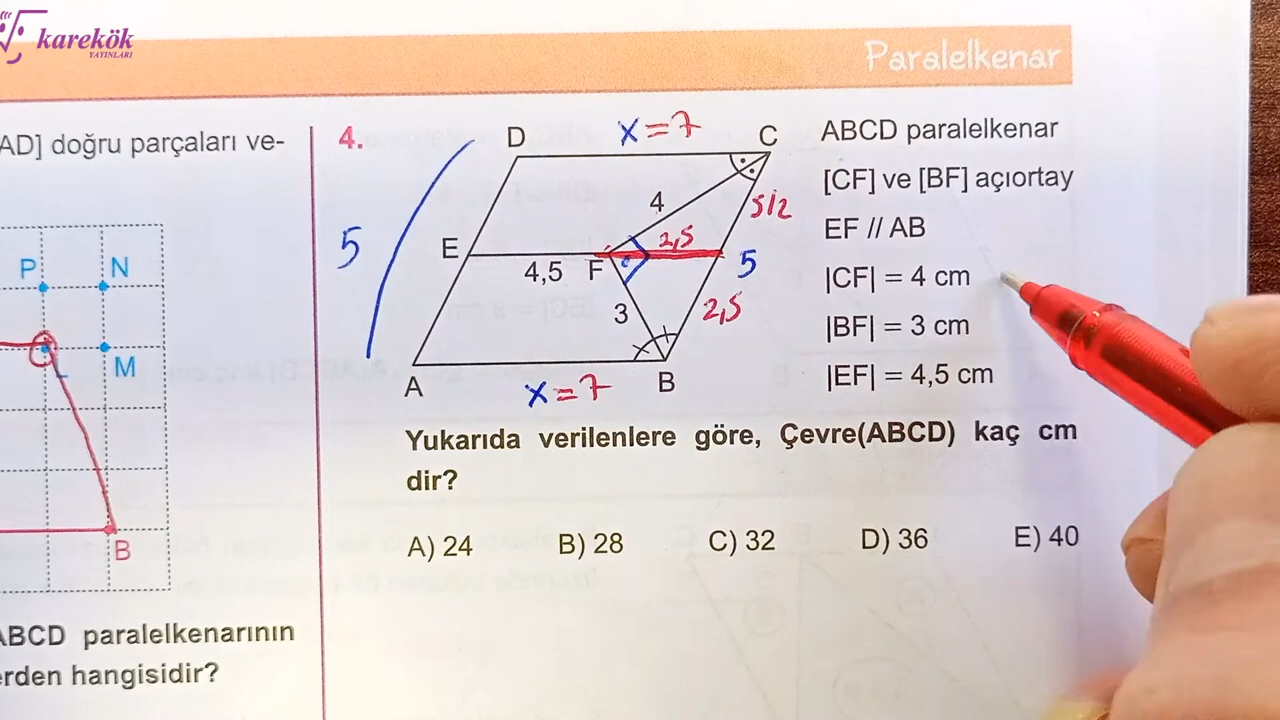 karekök
YAYINLARI
Paralelkenar
AD] doğru parçaları ve-
P
N
L
M
B
ABCD paralelkenarının
erden hangisidir?
4.
D
x=7
C
4
5/2
E
2,5
4,5
F
5
5
3
2,5
A
x=7
B
ABCD paralelkenar
[CF] ve [BF] açıortay
EF // AB
|CF| = 4 cm
|BF| = 3 cm
|EF| = 4,5 cm
Yukarıda verilenlere göre, Çevre(ABCD) kaç cm
dir?
A) 24 B) 28 C) 32 D) 36 E) 40